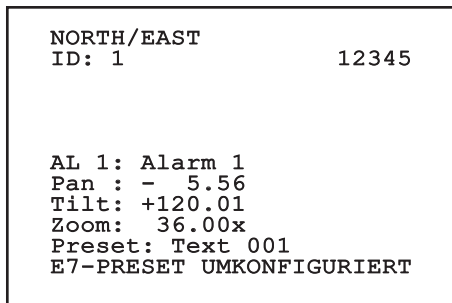 NORTH/EAST
ID: 1 12345
AL 1: Alarm 1
Pan : - 5.56
Tilt: +120.01
Zoom: 36.00x
Preset: Text 001
E7-PRESET UMKONFIGURIERT